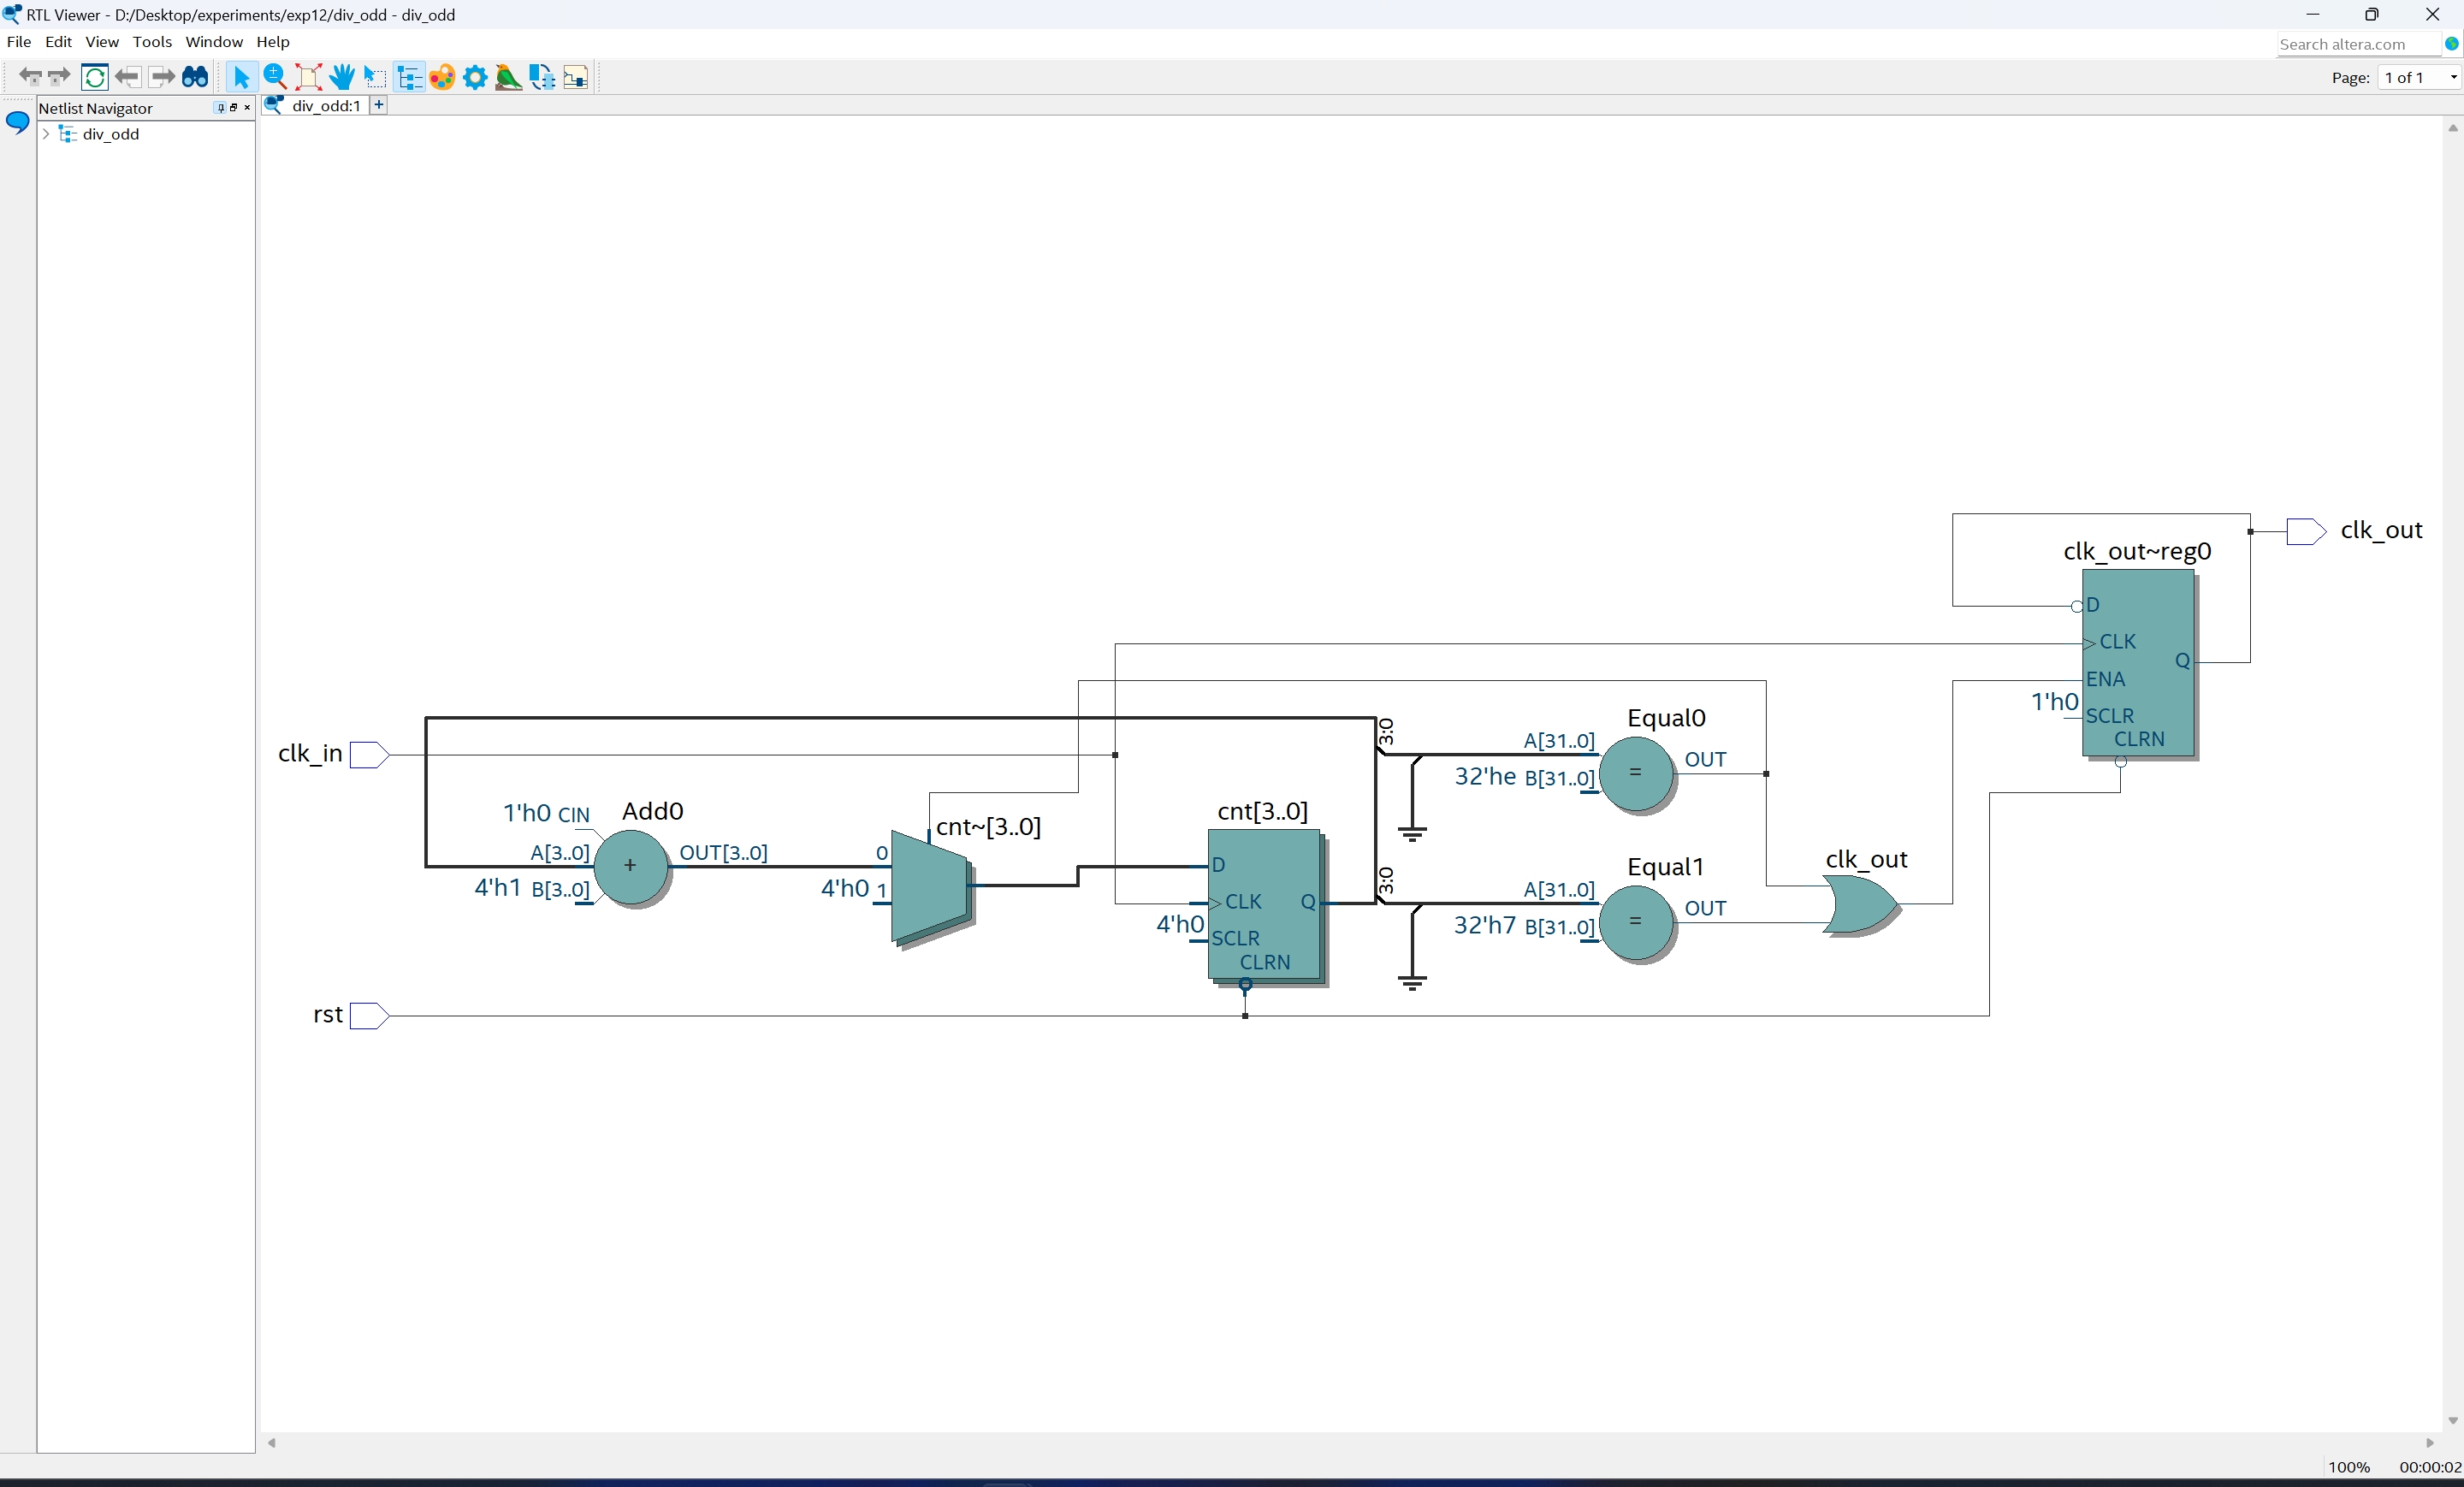 RTL Viewer - D:/Desktop/experiments/exp12/div_odd - div_odd
File Edit View Tools Window Help
Search altera.com
Page: 1 of 1
Netlist Navigator
div_odd:1 +
div_odd
clk_out
clk_out~reg0
D
CLK
Q
ENA
1'h0
SCLR
CLRN
clk_in
3:0
Equal0
A[31..0]
OUT
32'he B[31..0]
=
1'h0 CIN
Add0
A[3..0]
OUT[3..0]
4'h1 B[3..0]
+
cnt~[3..0]
0
4'h0 1
cnt[3..0]
D
CLK
Q
4'h0
SCLR
CLRN
3:0
Equal1
A[31..0]
OUT
32'h7 B[31..0]
=
clk_out
rst
100% 00:00:02